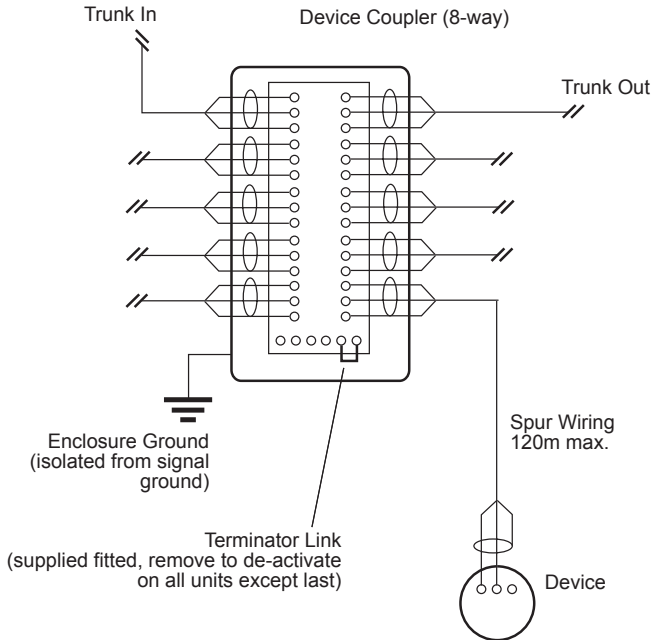 Trunk In
Device Coupler (8-way)
Trunk Out
Enclosure Ground
(isolated from signal
ground)
Spur Wiring
120m max.
Terminator Link
(supplied fitted, remove to de-activate
on all units except last)
Device